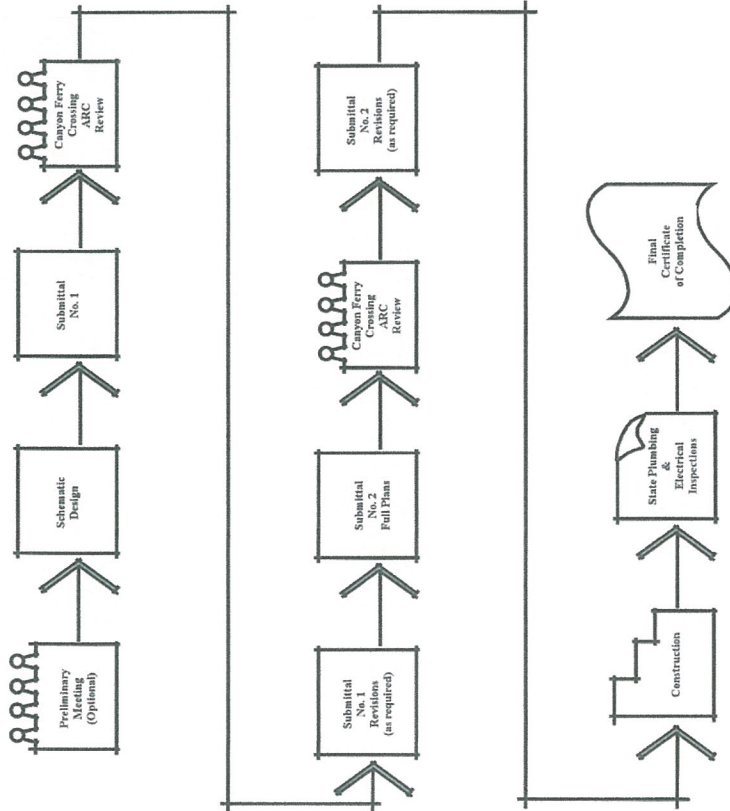 Preliminary
Meeting
(Optional)
Schematic
Design
Submittal
No. 1
Canyon Ferry
Crossing
ARC
Review
Submittal
No. 1
Revisions
(as required)
Submittal
No. 2
Full Plans
Canyon Ferry
Crossing
ARC
Review
Submittal
No. 2
Revisions
(as required)
Construction
State Plumbing
&
Electrical
Inspections
Final
Certificate
of Completion